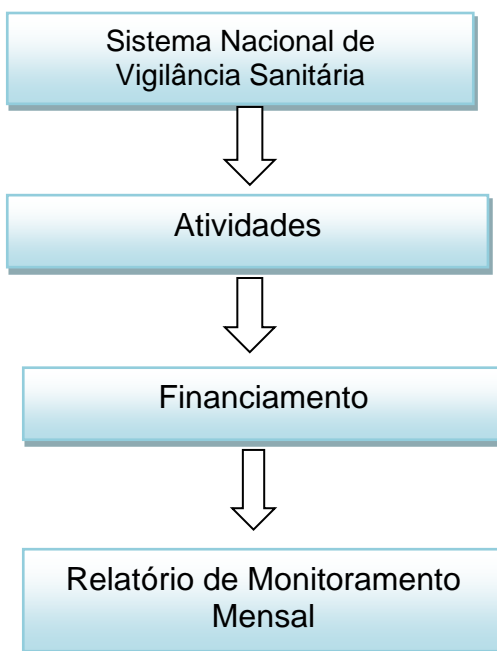 Sistema Nacional de
Vigilância Sanitária
Atividades
Financiamento
Relatório de Monitoramento
Mensal